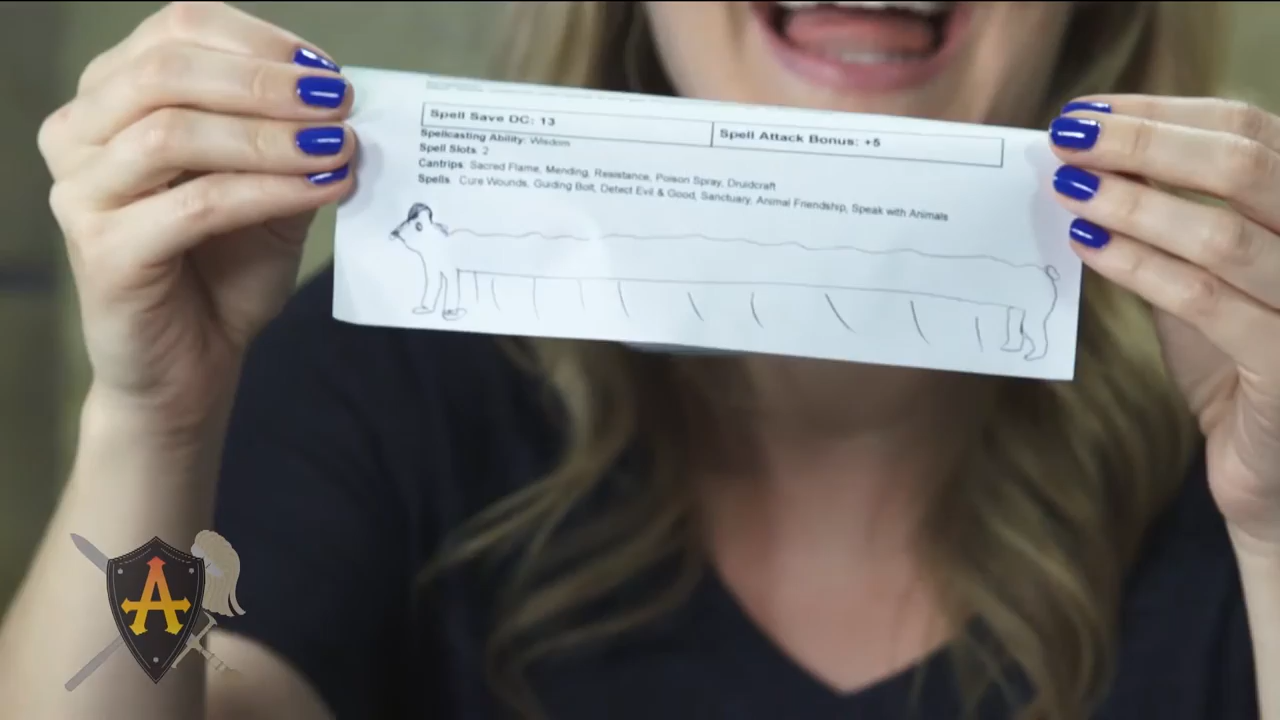 Spell Save DC: 13
Spell Attack Bonus: +5
Spellcasting Ability: Wisdom
Spell Slots: 2
Cantrips: Sacred Flame, Mending, Resistance, Poison Spray, Druidcraft
Spells: Cure Wounds, Guiding Bolt, Detect Evil & Good, Sanctuary, Animal Friendship, Speak with Animals
A